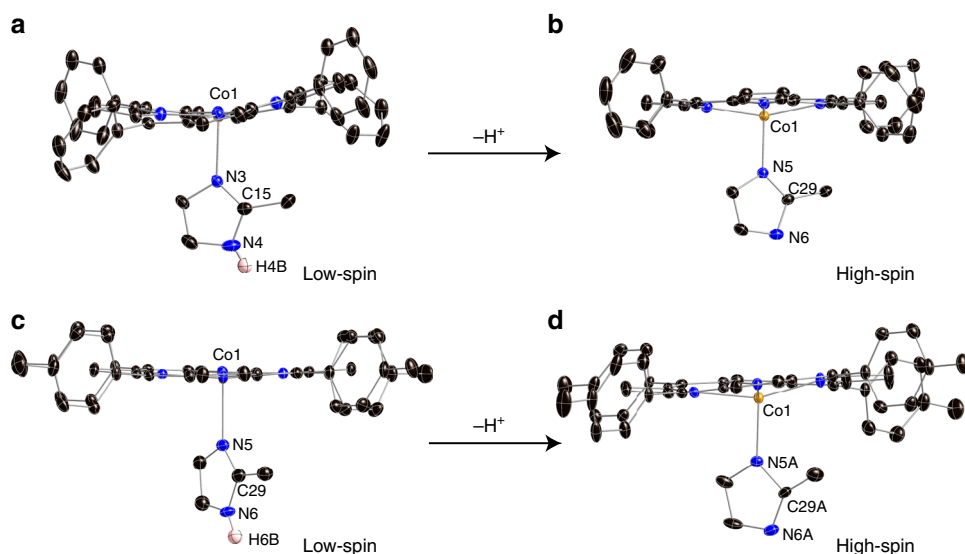 a
Co1
N3
C15
N4
H4B
Low-spin
–H+
b
Co1
N5
C29
N6
High-spin
c
Co1
N5
C29
N6
H6B
Low-spin
–H+
d
Co1
N5A
C29A
N6A
High-spin